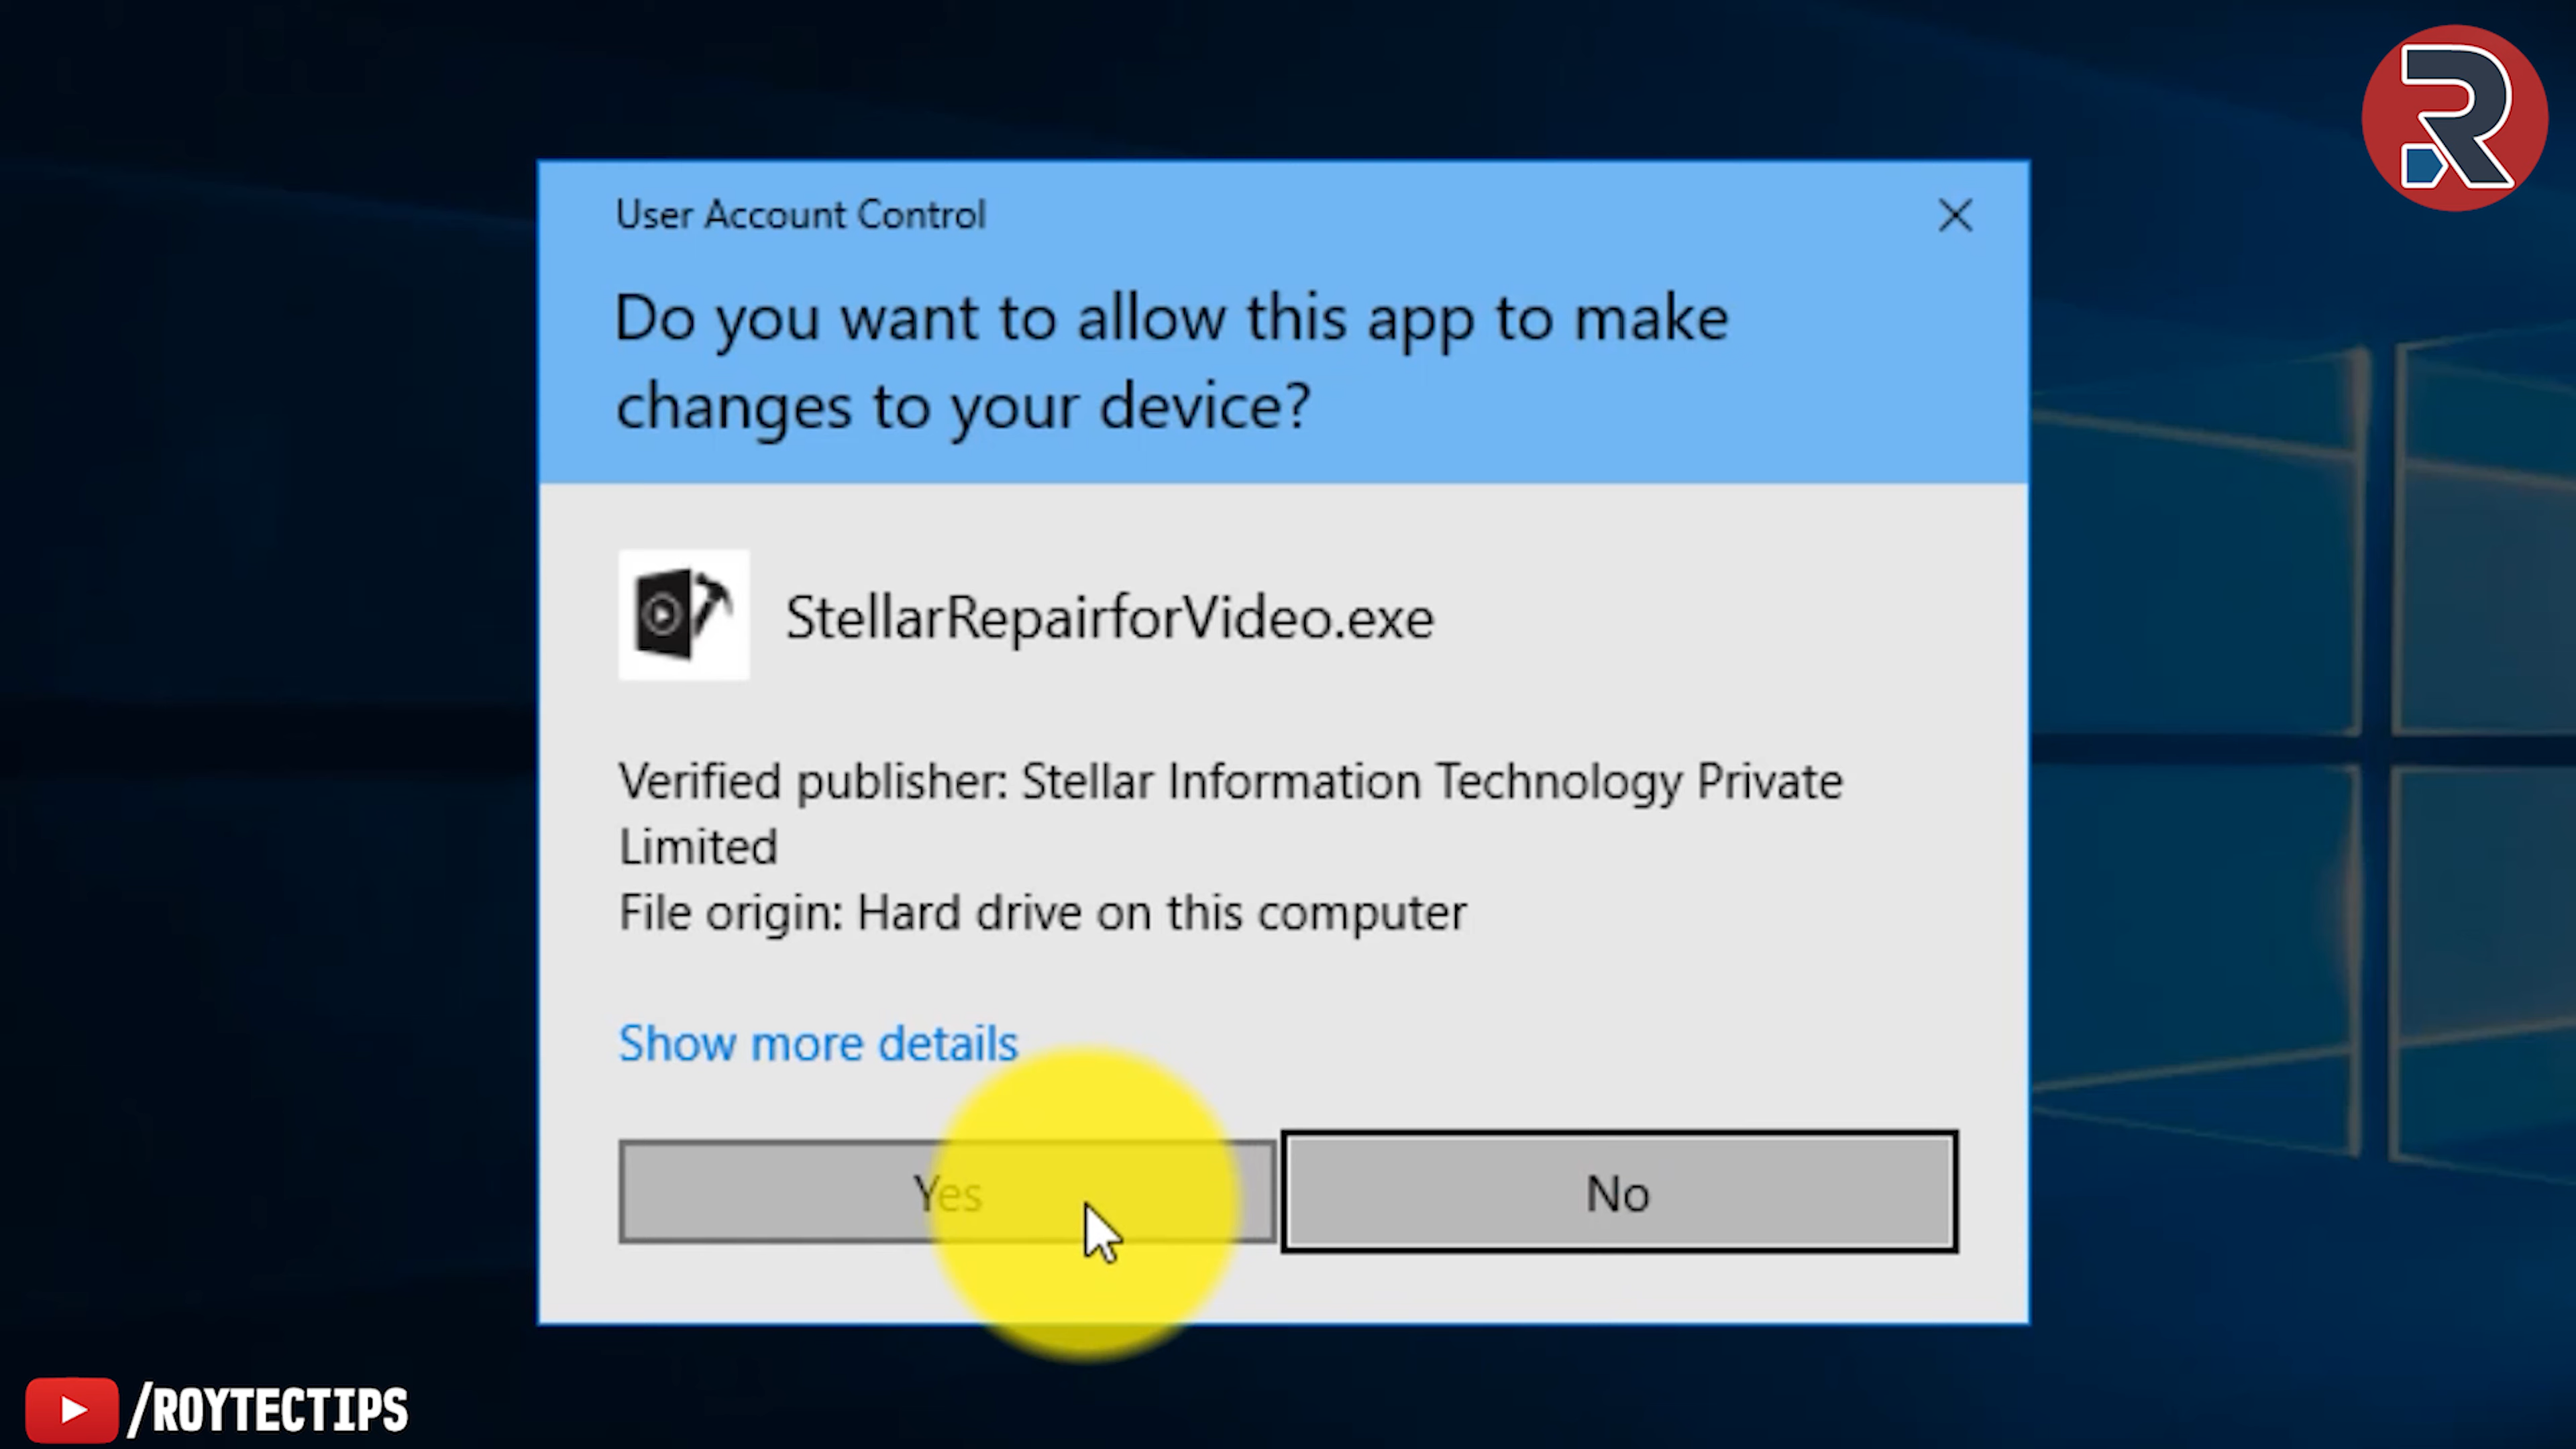 R
User Account Control
Do you want to allow this app to make
changes to your device?
StellarRepairforVideo.exe
Verified publisher: Stellar Information Technology Private
Limited
File origin: Hard drive on this computer
Show more details
Yes
No
/ROYTECTIPS